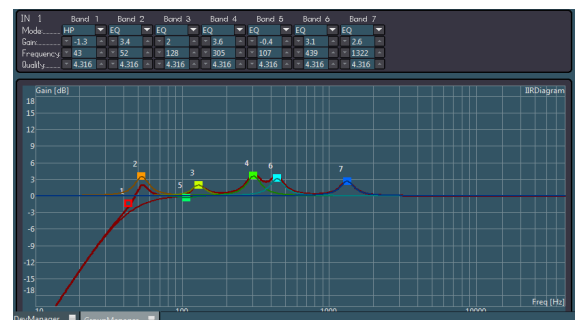 IN 1 Band 1 Band 2 Band 3 Band 4 Band 5 Band 6 Band 7
Mode HP EQ EQ EQ EQ EQ EQ
Gain -1.3 3.4 2 3.6 -0.4 3.1 2.6
Frequency 43 52 128 305 107 439 1322
Quality 4.316 4.316 4.316 4.316 4.316 4.316 4.316
Gain [dB] IIRDiagram
18
15
12
9
6
3
0
-3
-6
-9
-12
-15
-18
1 2 3 4 5 6 7
Freq [Hz]
10 100 1000 10000
DevManager GroupManager